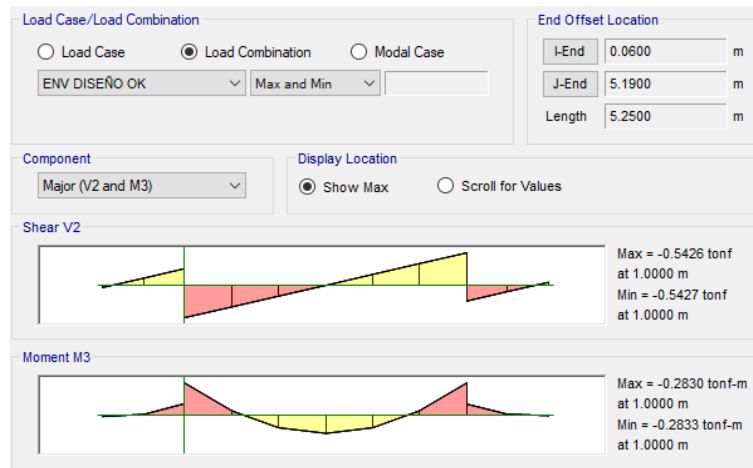 Load Case/Load Combination
Load Case
Load Combination
Modal Case
ENV DISEÑO OK
Max and Min
End Offset Location
I-End 0.0600 m
J-End 5.1900 m
Length 5.2500 m
Component
Major (V2 and M3)
Display Location
Show Max
Scroll for Values
Shear V2
Max = -0.5426 tonf
at 1.0000 m
Min = -0.5427 tonf
at 1.0000 m
Moment M3
Max = -0.2830 tonf-m
at 1.0000 m
Min = -0.2833 tonf-m
at 1.0000 m